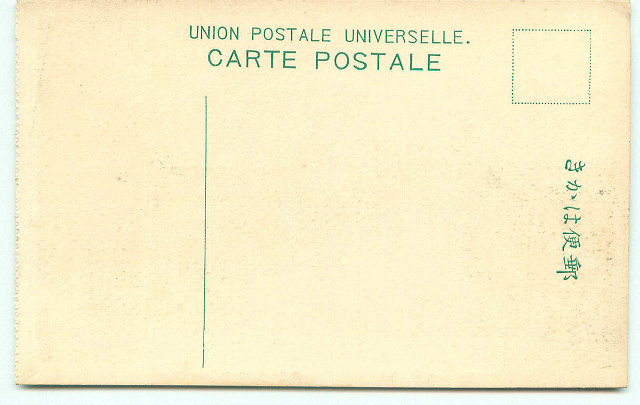 UNION POSTALE UNIVERSELLE.
CARTE POSTALE
郵便はかき